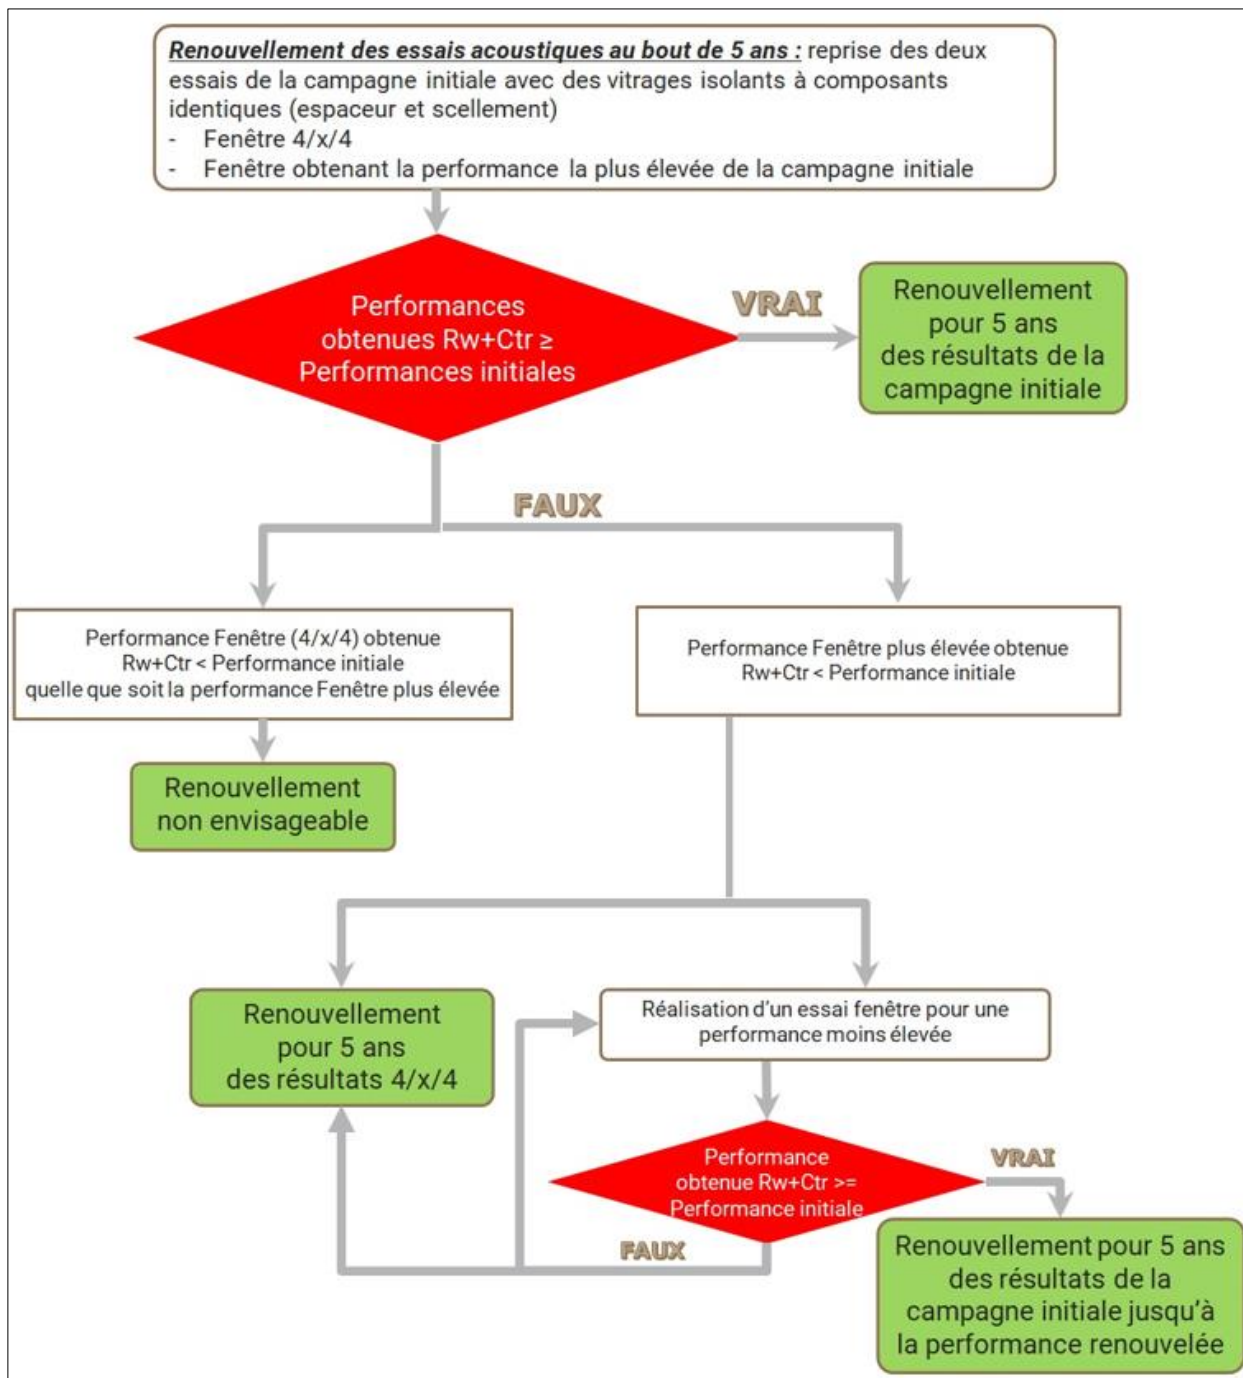 Renouvellement des essais acoustiques au bout de 5 ans : reprise des deux
essais de la campagne initiale avec des vitrages isolants à composants
identiques (espaceur et scellement)
- Fenêtre 4/x/4
- Fenêtre obtenant la performance la plus élevée de la campagne initiale
Performances
obtenues Rw+Ctr ≥
Performances initiales
VRAI
Renouvellement
pour 5 ans
des résultats de la
campagne initiale
FAUX
Performance Fenêtre (4/x/4) obtenue
Rw+Ctr < Performance initiale
quelle que soit la performance Fenêtre plus élevée
Performance Fenêtre plus élevée obtenue
Rw+Ctr < Performance initiale
Renouvellement
non envisageable
Renouvellement
pour 5 ans
des résultats 4/x/4
Réalisation d'un essai fenêtre pour une
performance moins élevée
Performance
obtenue Rw+Ctr >=
Performance initiale
VRAI
FAUX
Renouvellement pour 5 ans
des résultats de la
campagne initiale jusqu'à
la performance renouvelée